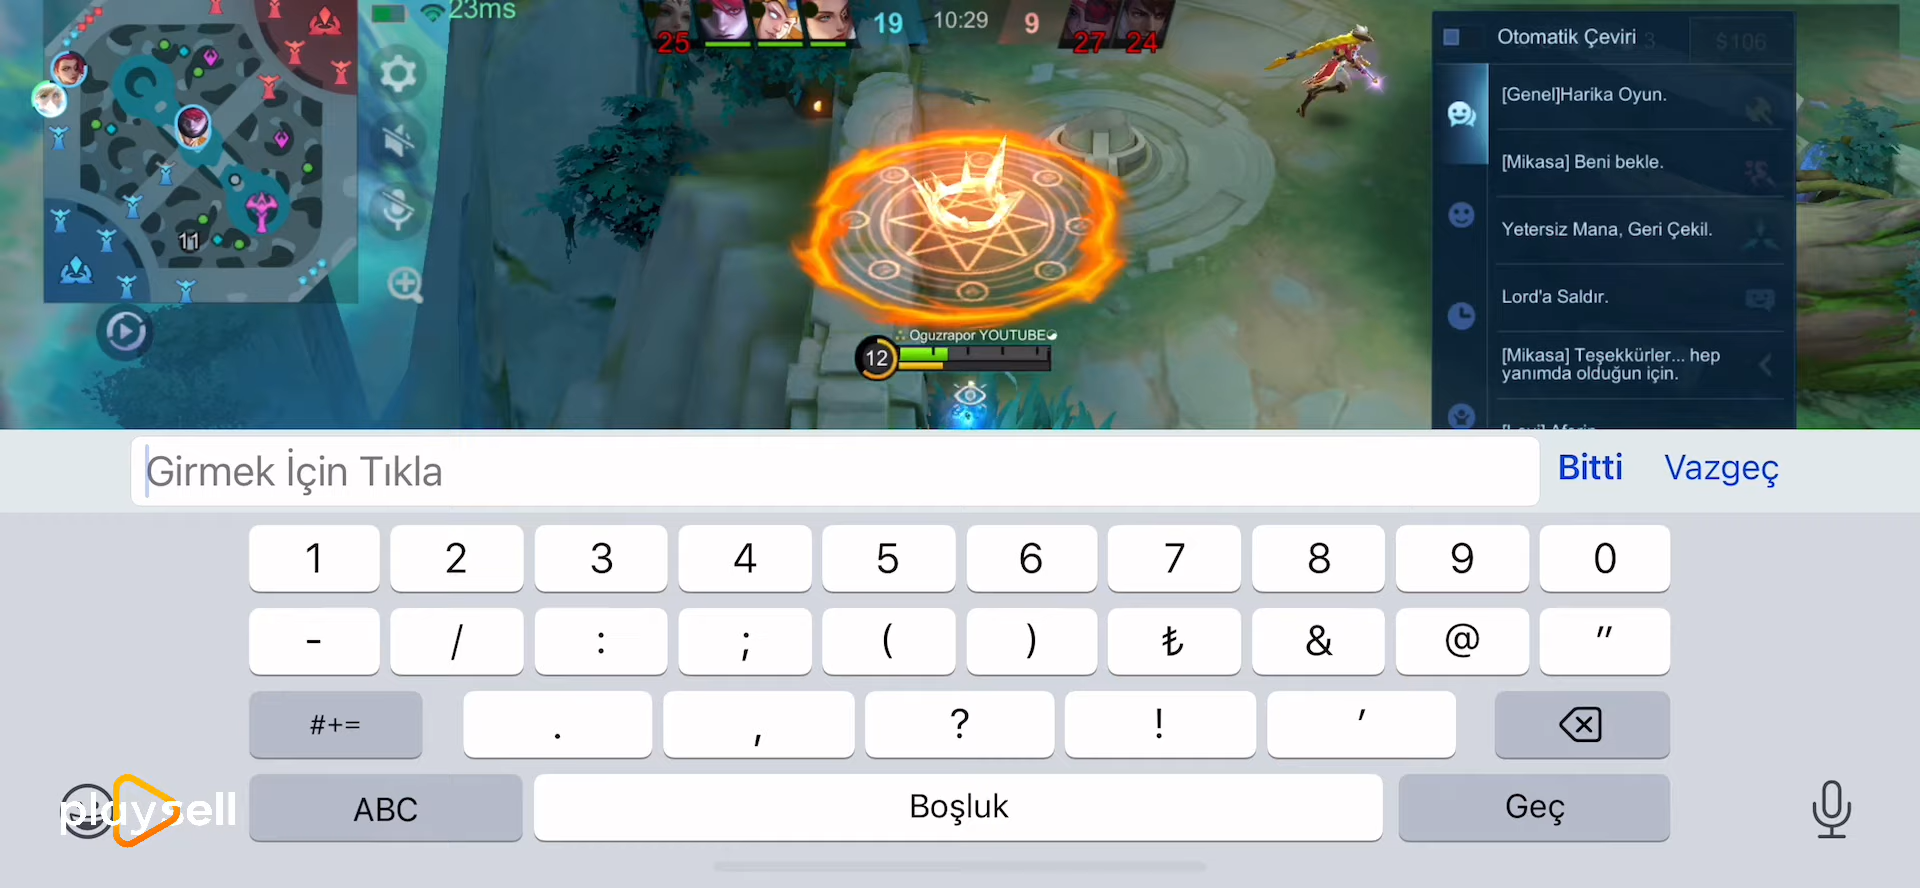 23ms
25
19
10:29
9
27
24
11
Oguzrapor YOUTUBE
12
Otomatik Çeviri
$106
[Genel]Harika Oyun.
[Mikasa] Beni bekle.
Yetersiz Mana, Geri Çekil.
Lord'a Saldır.
[Mikasa] Teşekkürler... hep
yanımda olduğun için.
Girmek İçin Tıkla
Bitti
Vazgeç
1 2 3 4 5 6 7 8 9 0
- / : ; ( ) ₺ & @ "
#+= . , ? ! '
playsell
ABC
Boşluk
Geç